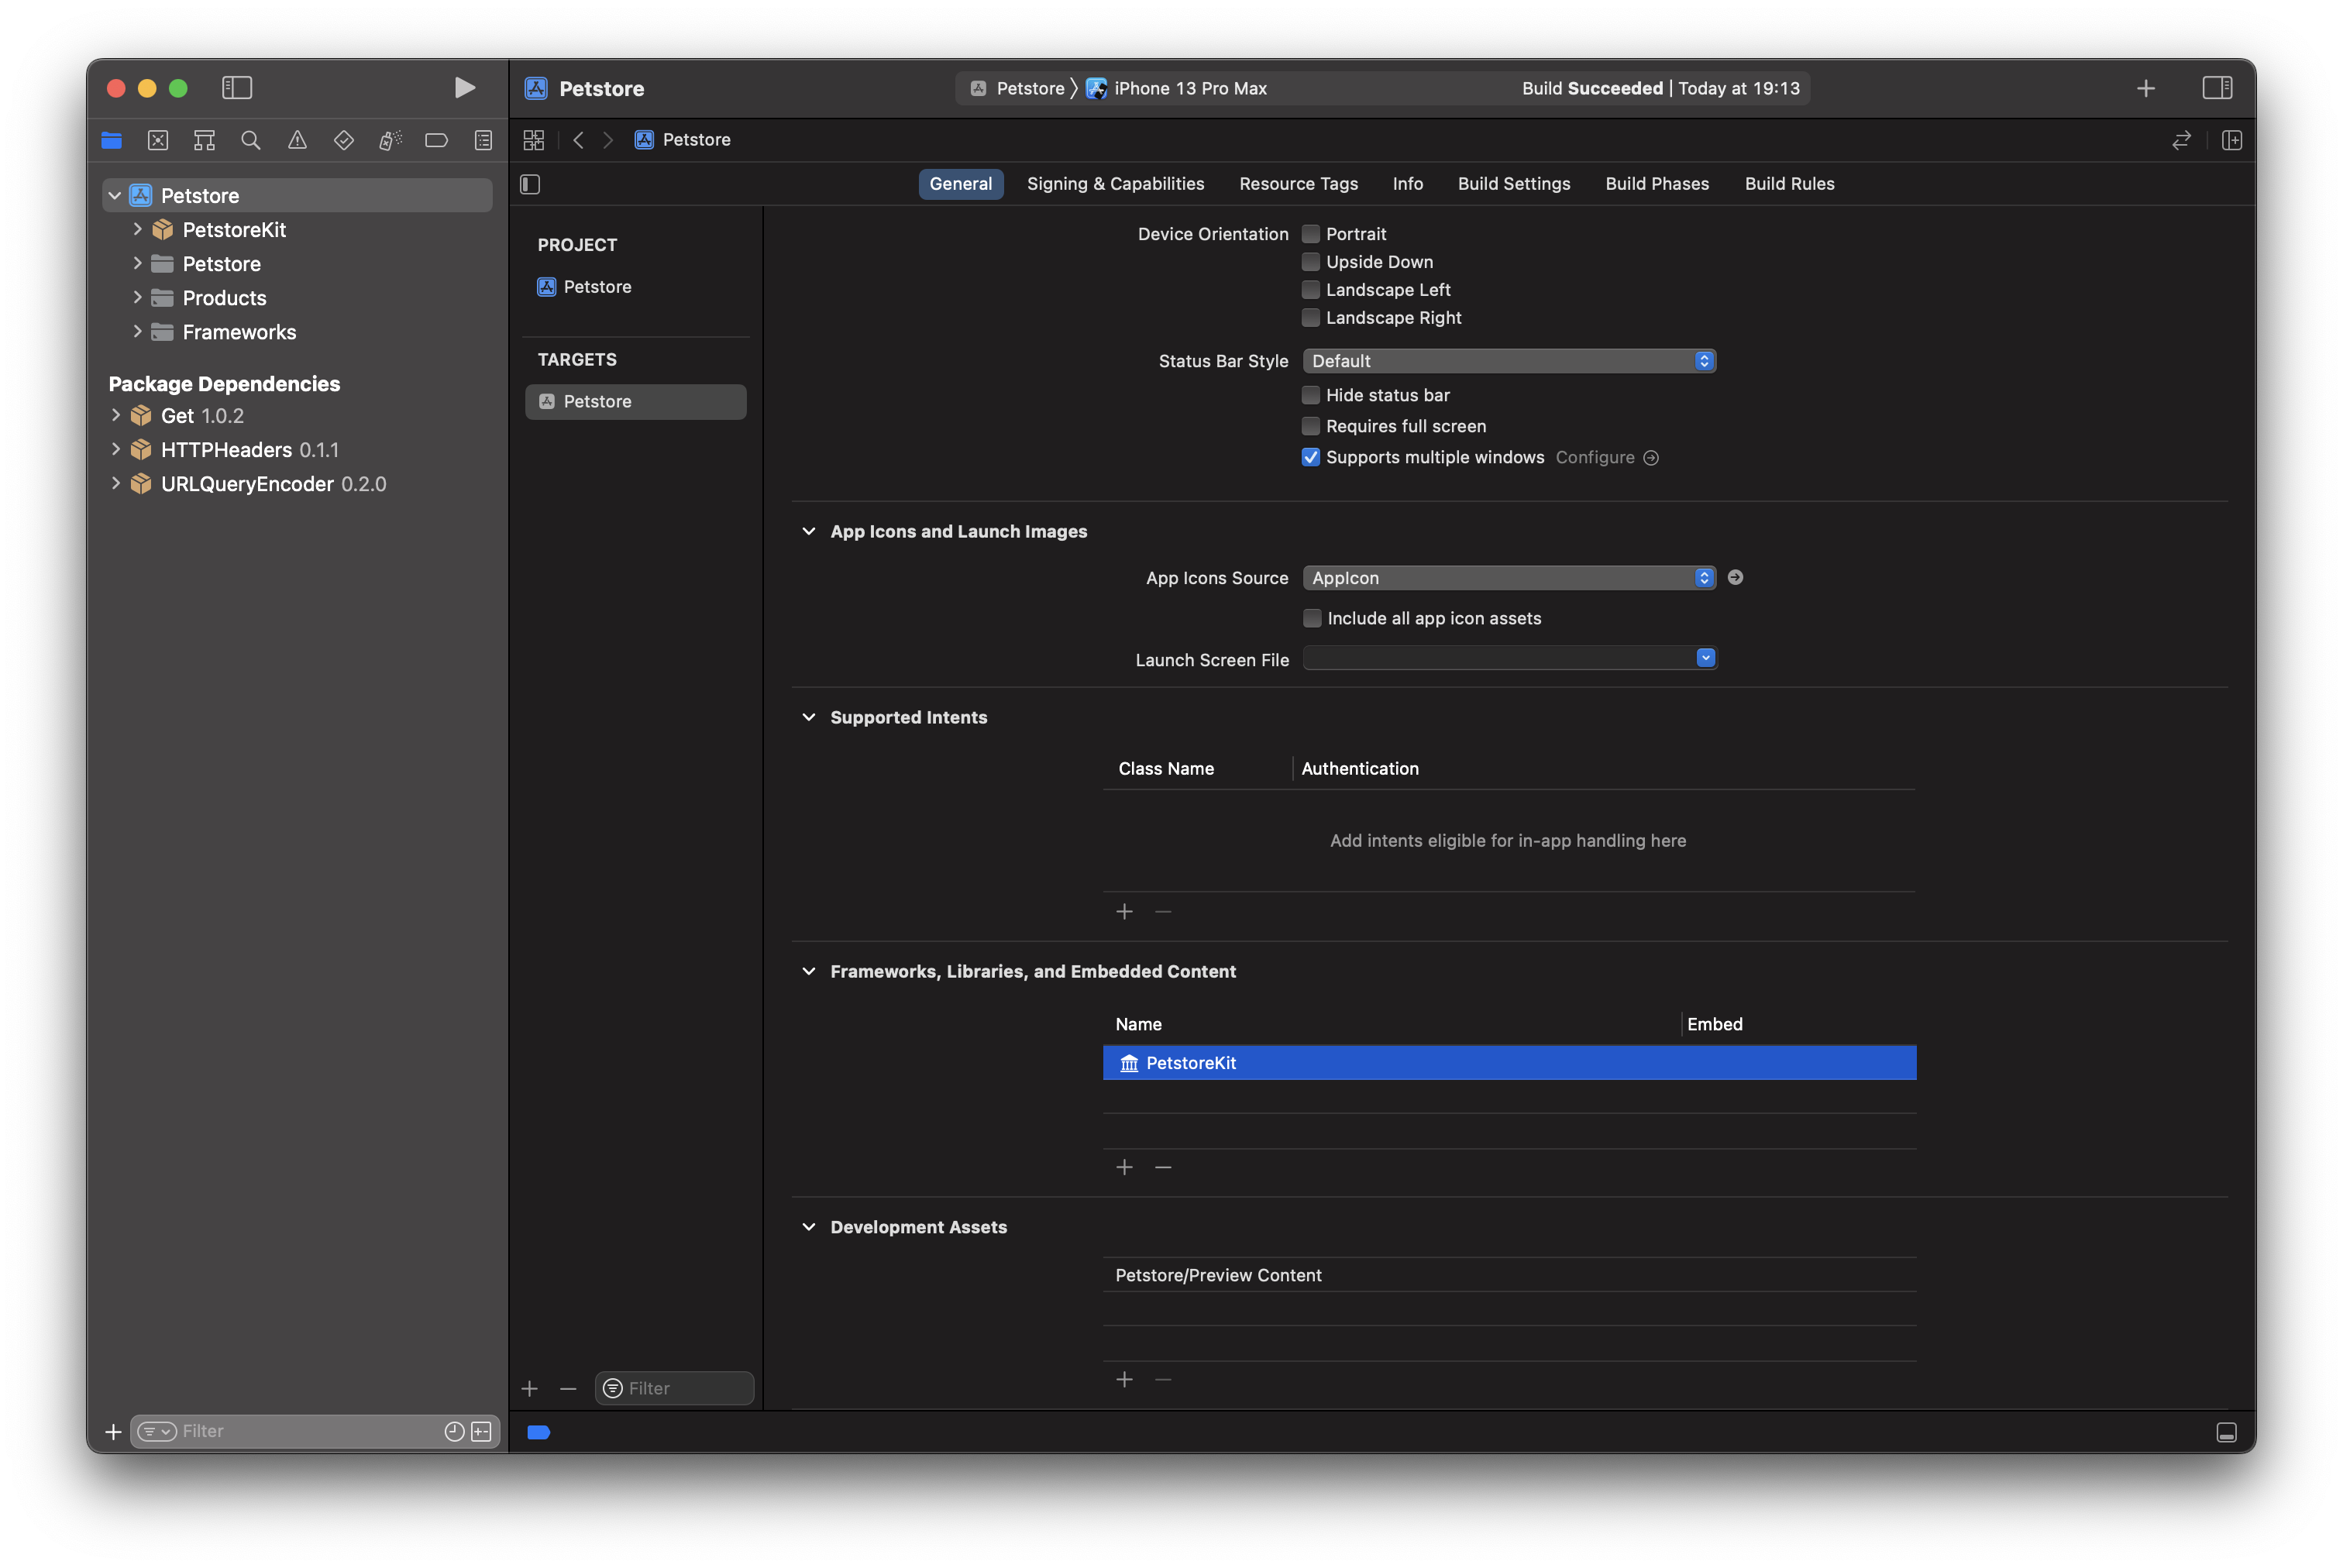 Petstore
Petstore
iPhone 13 Pro Max
Build Succeeded | Today at 19:13
Petstore
General
Signing & Capabilities
Resource Tags
Info
Build Settings
Build Phases
Build Rules
Petstore
PetstoreKit
Petstore
Products
Frameworks
Package Dependencies
Get 1.0.2
HTTPHeaders 0.1.1
URLQueryEncoder 0.2.0
Filter
PROJECT
Petstore
TARGETS
Petstore
Filter
Device Orientation
Portrait
Upside Down
Landscape Left
Landscape Right
Status Bar Style
Default
Hide status bar
Requires full screen
Supports multiple windows
Configure
App Icons and Launch Images
App Icons Source
AppIcon
Include all app icon assets
Launch Screen File
Supported Intents
Class Name
Authentication
Add intents eligible for in-app handling here
Frameworks, Libraries, and Embedded Content
Name
Embed
PetstoreKit
Development Assets
Petstore/Preview Content